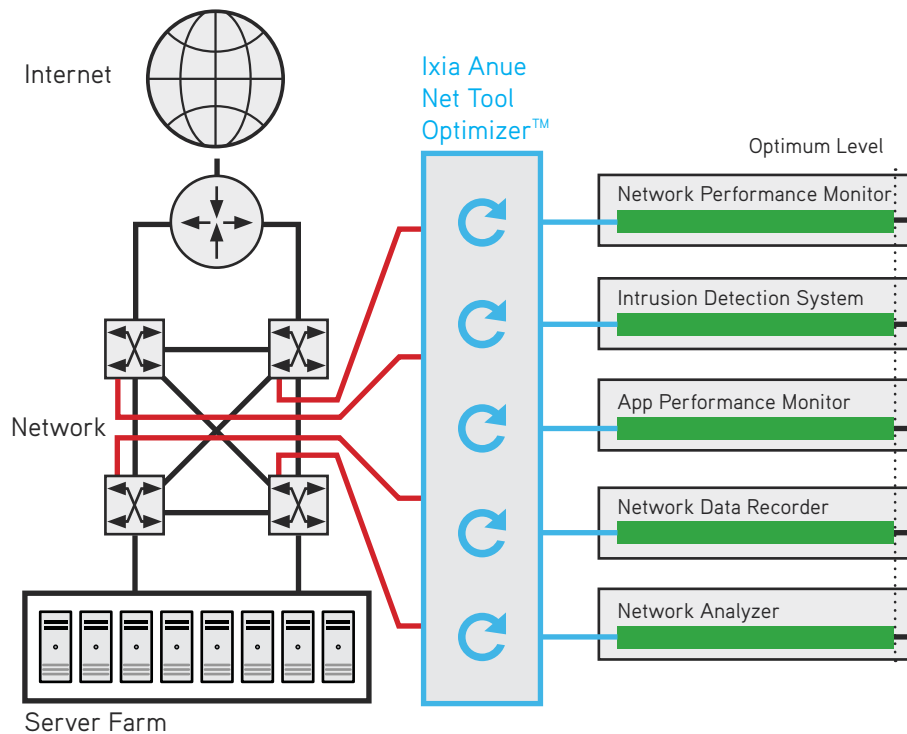 Internet
Ixia Anue
Net Tool
Optimizer™
Optimum Level
Network Performance Monitor
Intrusion Detection System
App Performance Monitor
Network
Network Data Recorder
Network Analyzer
Server Farm